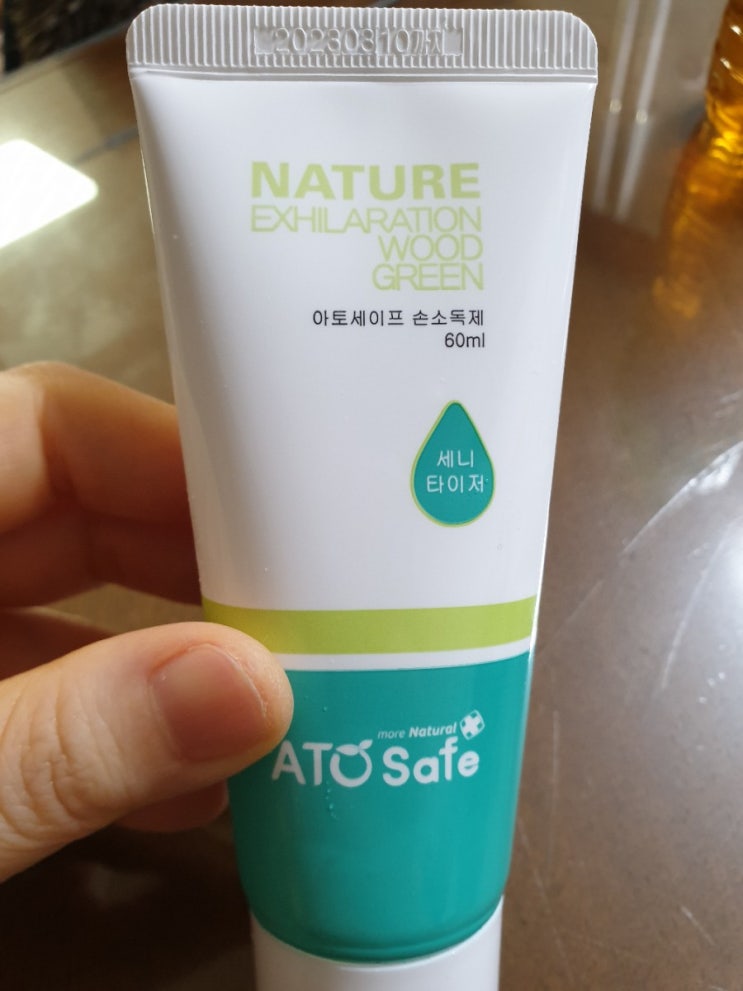 20230310까지
NATURE
EXHILARATION
WOOD
GREEN
아토세이프 손소독제
60ml
세니
타이저
more Natural
ATO Safe